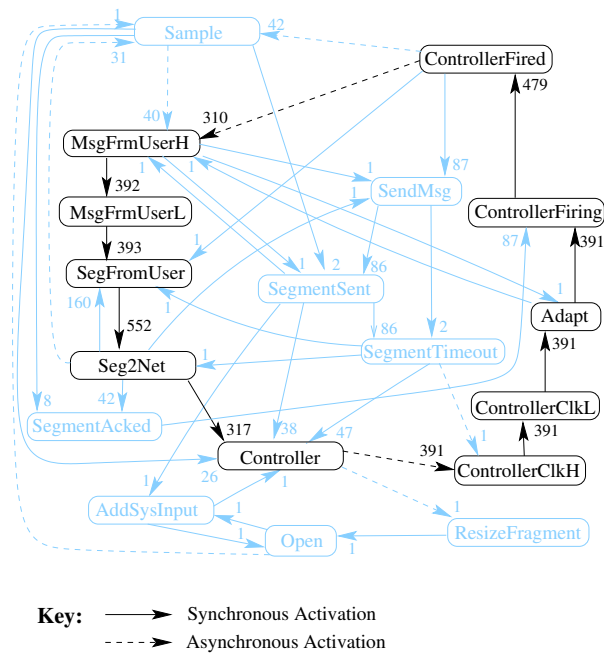 1
Sample
42
31
ControllerFired
479
40
310
MsgFrmUserH
1
1
1
87
392
SendMsg
1
MsgFrmUserL
ControllerFiring
393
1
87
391
SegFromUser
1
2
86
160
SegmentSent
1
1
Adapt
552
86
2
SegmentTimeout
391
Seg2Net
1
8
42
ControllerClkL
SegmentAcked
317
38
47
391
1
Controller
391
ControllerClkH
26
1
1
AddSysInput
1
1
1
Open
1
ResizeFragment
Key:
Synchronous Activation
Asynchronous Activation